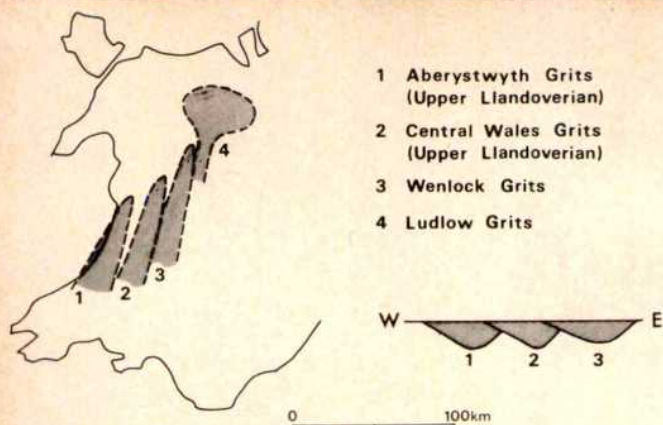 1 Aberystwyth Grits
(Upper Llandoverian)
2 Central Wales Grits
(Upper Llandoverian)
3 Wenlock Grits
4 Ludlow Grits
4
1 2 3
W E
1 2 3
0 100km